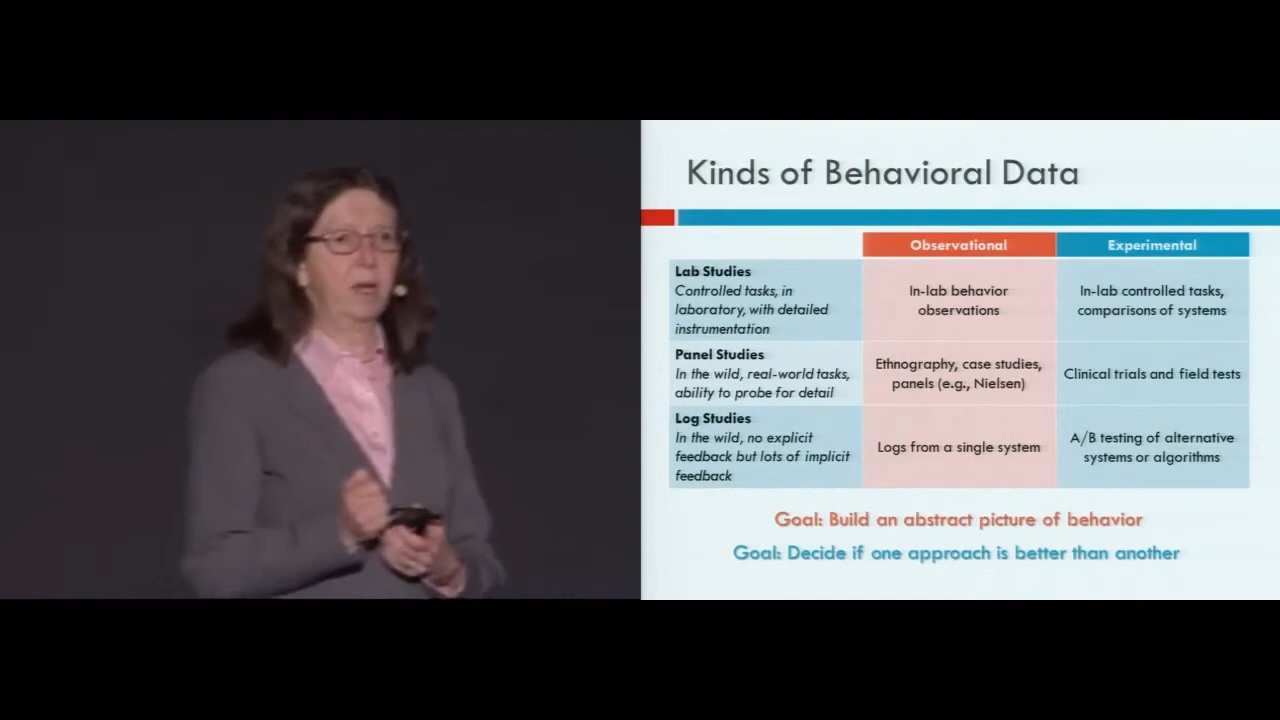 Kinds of Behavioral Data
Observational
Experimental
Lab Studies
Controlled tasks, in
laboratory, with detailed
instrumentation
In-lab behavior
observations
In-lab controlled tasks,
comparisons of systems
Panel Studies
In the wild, real-world tasks,
ability to probe for detail
Ethnography, case studies,
panels (e.g., Nielsen)
Clinical trials and field tests
Log Studies
In the wild, no explicit
feedback but lots of implicit
feedback
Logs from a single system
A/B testing of alternative
systems or algorithms
Goal: Build an abstract picture of behavior
Goal: Decide if one approach is better than another